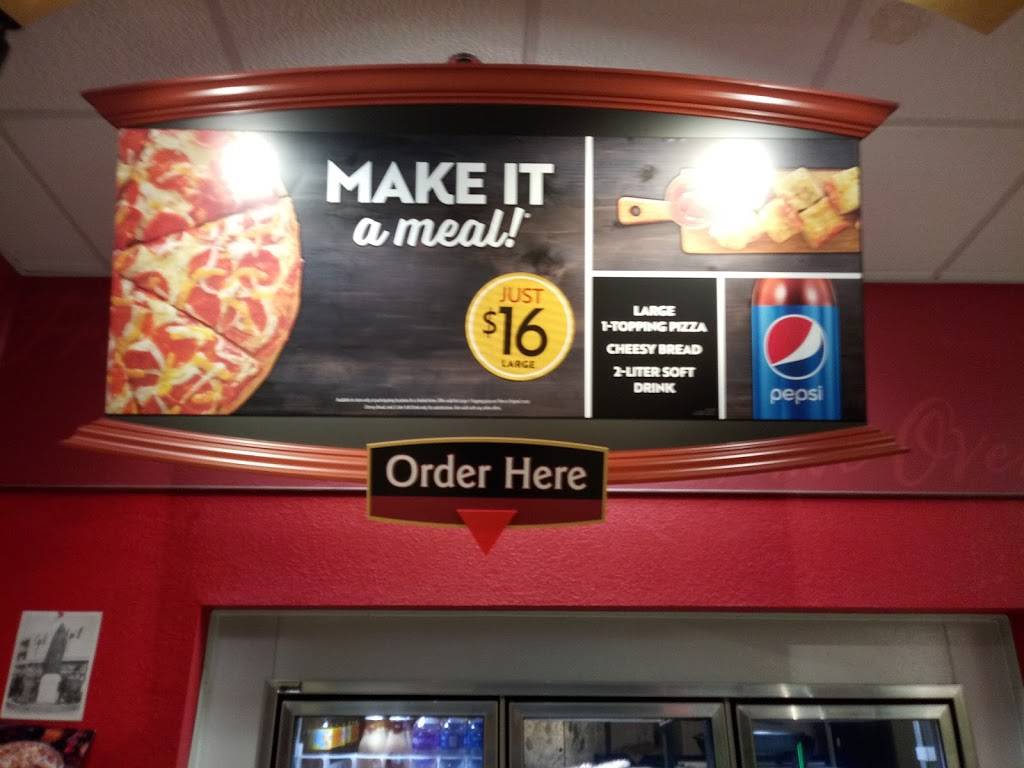 MAKE IT
a meal!
JUST
$16
LARGE
LARGE
1-TOPPING PIZZA
CHEESY BREAD
2-LITER SOFT
DRINK
pepsi
Order Here